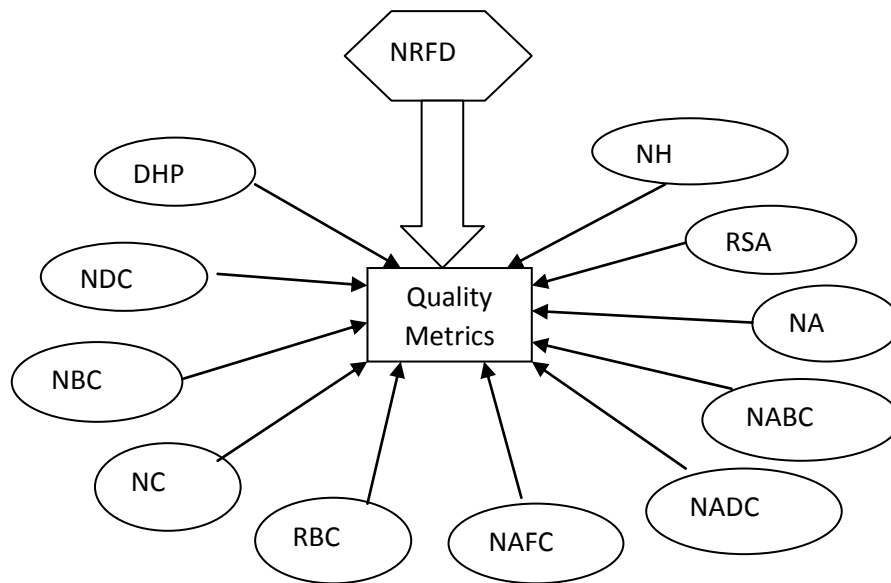 NRFD
NH
DHP
RSA
NDC
Quality
Metrics
NA
NBC
NABC
NC
NADC
RBC
NAFC